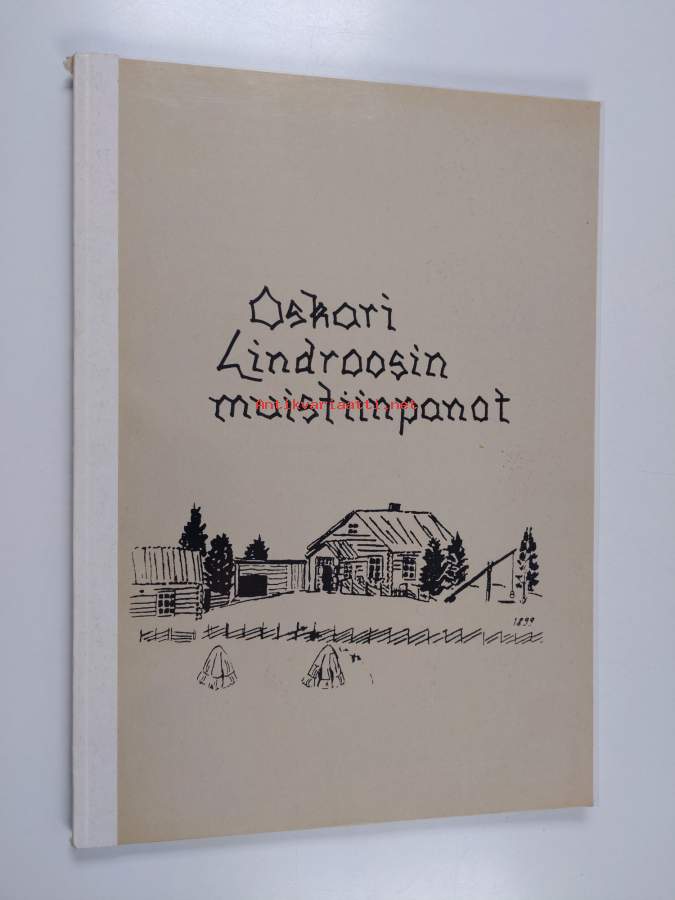 Oskari
Lindroosin
muistiinpanot
Antikvariaatti.net
1899